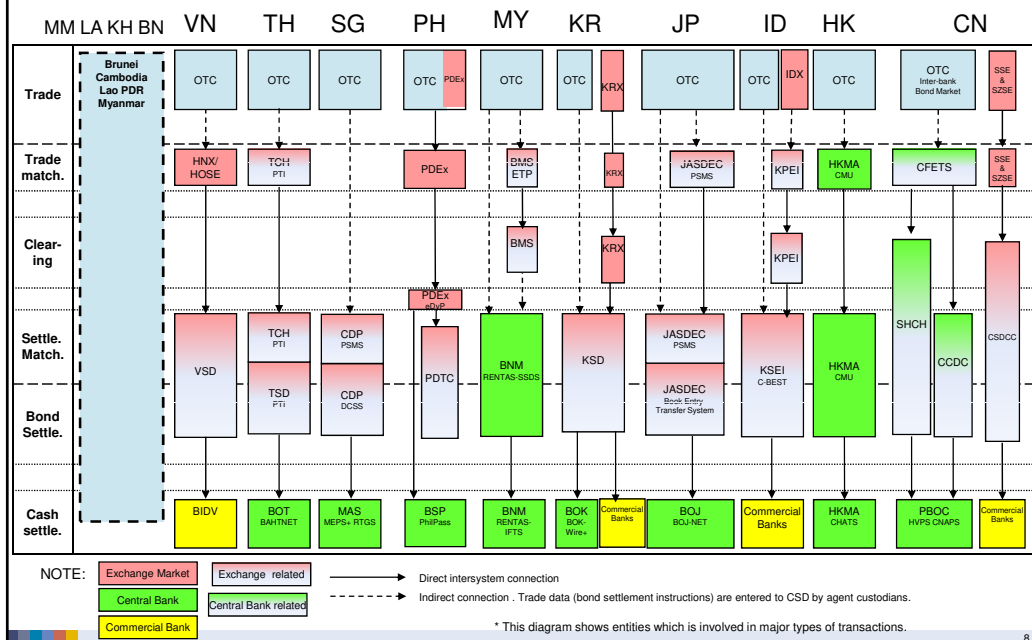 MM LA KH BN VN TH SG PH MY KR JP ID HK CN
Trade
Brunei
Cambodia
Lao PDR
Myanmar
OTC
OTC
OTC
OTC
PDEx
OTC
OTC
KRX
OTC
OTC
IDX
OTC
OTC
Inter-bank
Bond Market
SSE
&
SZSE
Trade
match.
HNX/
HOSE
TCH
PTI
PDEx
BMS
ETP
KRX
JASDEC
PSMS
KPEI
HKMA
CMU
CFETS
SSE
&
SZSE
Clear-
ing
BMS
KRX
KPEI
PDEx
eDvP
Settle.
Match.
VSD
TCH
PTI
CDP
PSMS
PDTC
BNM
RENTAS-SSDS
KSD
JASDEC
PSMS
KSEI
C-BEST
HKMA
CMU
SHCH
CCDC
CSDCC
Bond
Settle.
TSD
PTI
CDP
DCSS
JASDEC
Book Entry
Transfer System
Cash
settle.
BIDV
BOT
BAHTNET
MAS
MEPS+ RTGS
BSP
PhilPass
BNM
RENTAS-
IFTS
BOK
BOK-
Wire+
Commercial
Banks
BOJ
BOJ-NET
Commercial
Banks
HKMA
CHATS
PBOC
HVPS CNAPS
Commercial
Banks
NOTE:
Exchange Market
Exchange related
Direct intersystem connection
Central Bank
Central Bank related
Indirect connection . Trade data (bond settlement instructions) are entered to CSD by agent custodians.
Commercial Bank
* This diagram shows entities which is involved in major types of transactions.
8